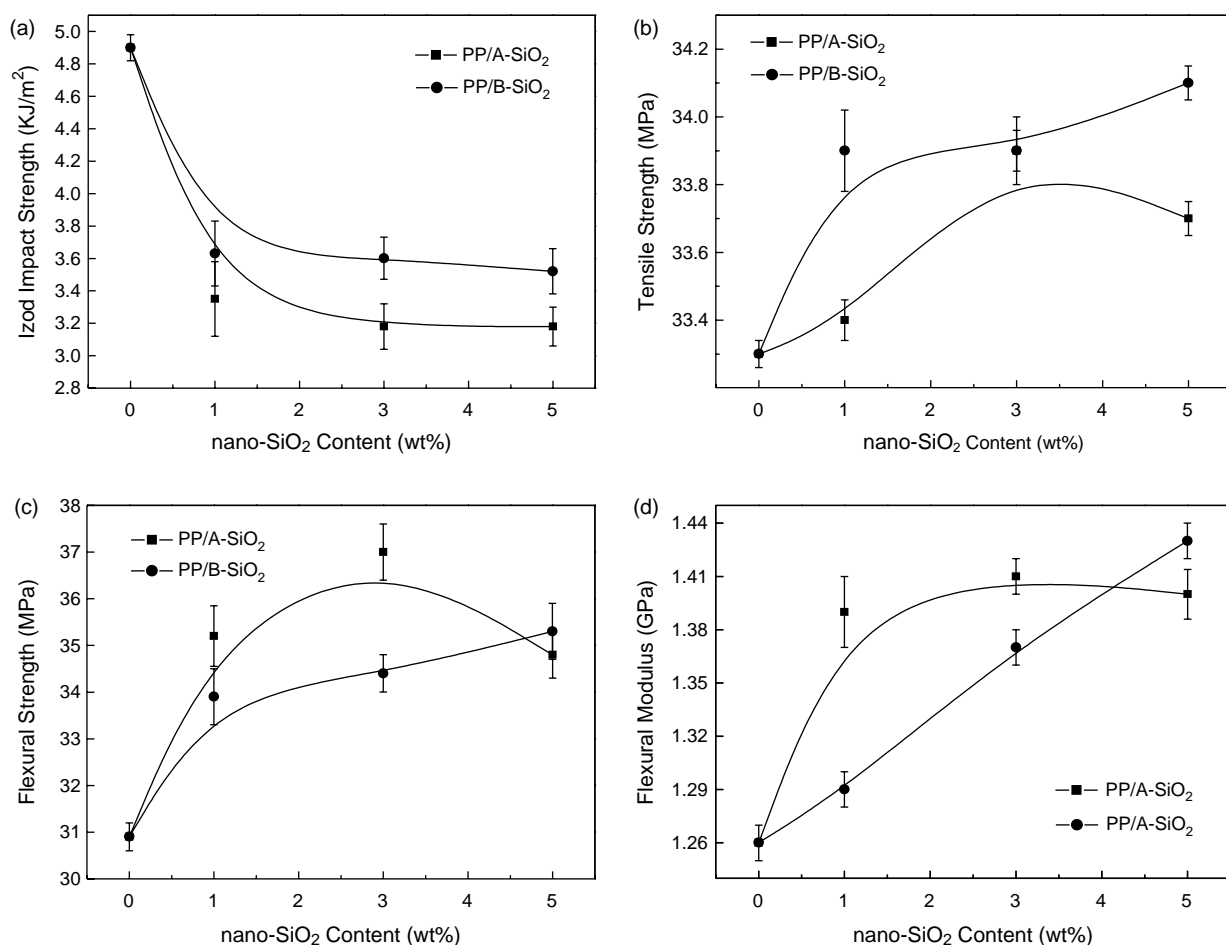 (a)
5.0
4.8
4.6
4.4
4.2
4.0
3.8
3.6
3.4
3.2
3.0
2.8
Izod Impact Strength (KJ/m²)
PP/A-SiO₂
PP/B-SiO₂
0 1 2 3 4 5
nano-SiO₂ Content (wt%)
(b)
34.2
34.0
33.8
33.6
33.4
Tensile Strength (MPa)
PP/A-SiO₂
PP/B-SiO₂
0 1 2 3 4 5
nano-SiO₂ Content (wt%)
(c)
38
37
36
35
34
33
32
31
30
Flexural Strength (MPa)
PP/A-SiO₂
PP/B-SiO₂
0 1 2 3 4 5
nano-SiO₂ Content (wt%)
(d)
1.44
1.41
1.38
1.35
1.32
1.29
1.26
Flexural Modulus (GPa)
PP/A-SiO₂
PP/A-SiO₂
0 1 2 3 4 5
nano-SiO₂ Content (wt%)